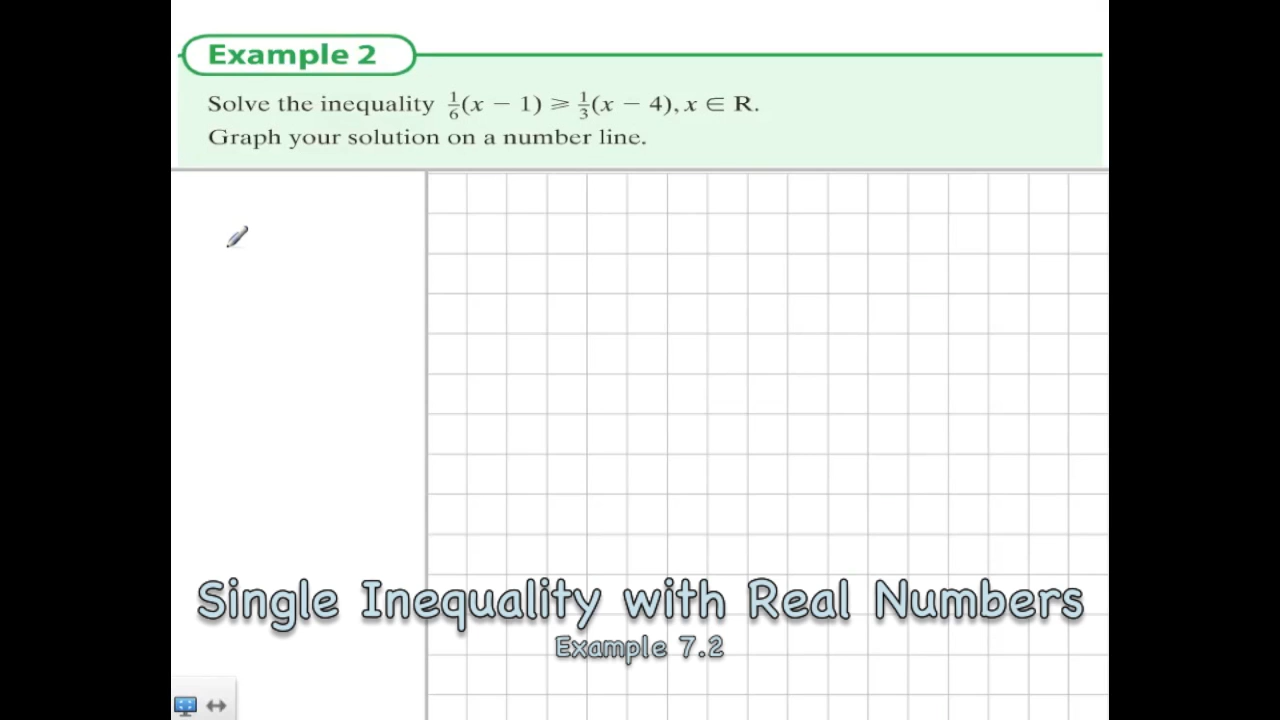 Example 2
Solve the inequality 1/6(x − 1) ⩾ 1/3(x − 4), x ∈ R.
Graph your solution on a number line.
Single Inequality with Real Numbers
Example 7.2